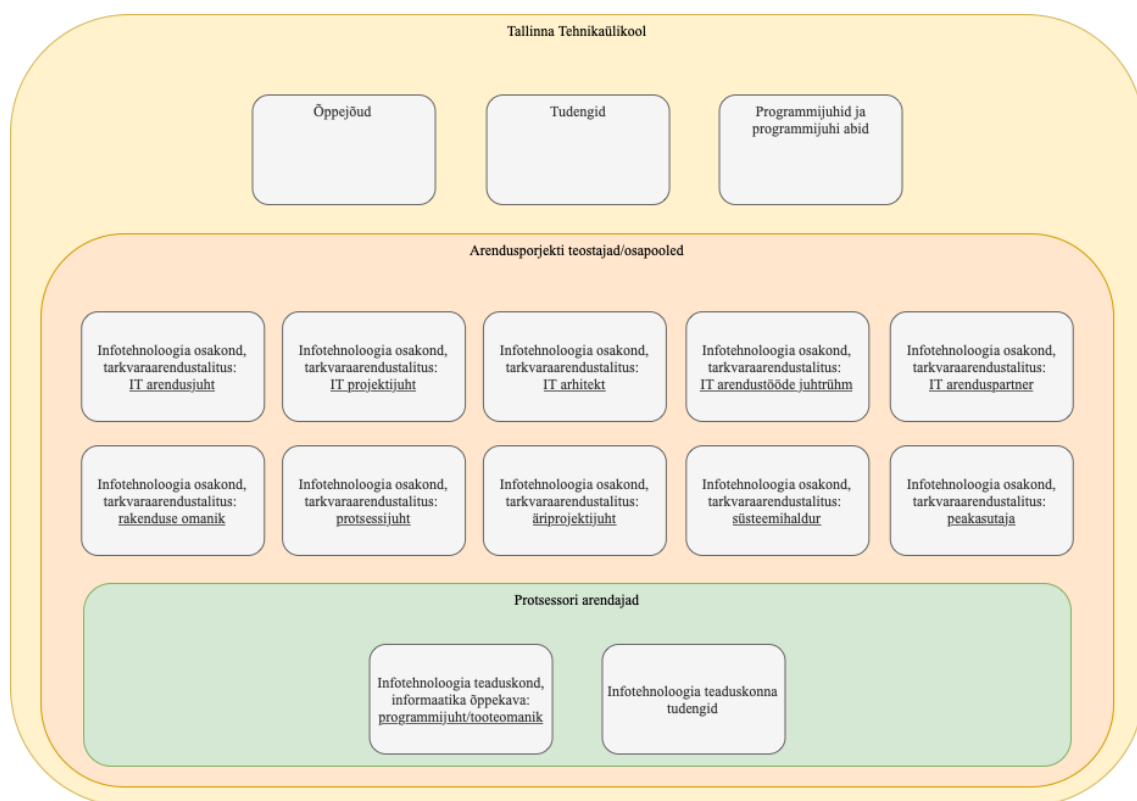 Tallinna Tehnikaülikool
Õppejõud
Tudengid
Programmijuhid ja
programmijuhi abid
Arendusporjekti teostajad/osapooled
Infotehnoloogia osakond,
tarkvaraarendustalitus:
IT arendusjuht
Infotehnoloogia osakond,
tarkvaraarendustalitus:
IT projektijuht
Infotehnoloogia osakond,
tarkvaraarendustalitus:
IT arhitekt
Infotehnoloogia osakond,
tarkvaraarendustalitus:
IT arendustööde juhtrühm
Infotehnoloogia osakond,
tarkvaraarendustalitus:
IT arenduspartner
Infotehnoloogia osakond,
tarkvaraarendustalitus:
rakenduse omanik
Infotehnoloogia osakond,
tarkvaraarendustalitus:
protsessijuht
Infotehnoloogia osakond,
tarkvaraarendustalitus:
äriprojektijuht
Infotehnoloogia osakond,
tarkvaraarendustalitus:
süsteemihaldur
Infotehnoloogia osakond,
tarkvaraarendustalitus:
peakasutaja
Protsessori arendajad
Infotehnoloogia teaduskond,
informaatika õppekava:
programmijuht/tooteomanik
Infotehnoloogia teaduskonna
tudengid